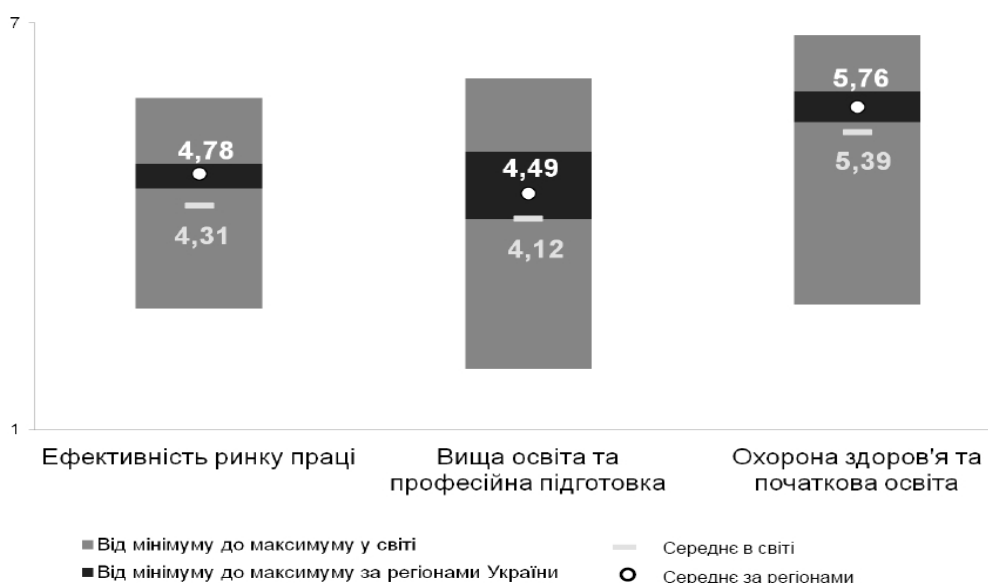 7
4,78
4,31
4,49
4,12
5,76
5,39
1
Ефективність ринку праці
Вища освіта та
професійна підготовка
Охорона здоров'я та
початкова освіта
Від мінімуму до максимуму у світі
Середнє в світі
Від мінімуму до максимуму за регіонами України
Середнє за регіонами